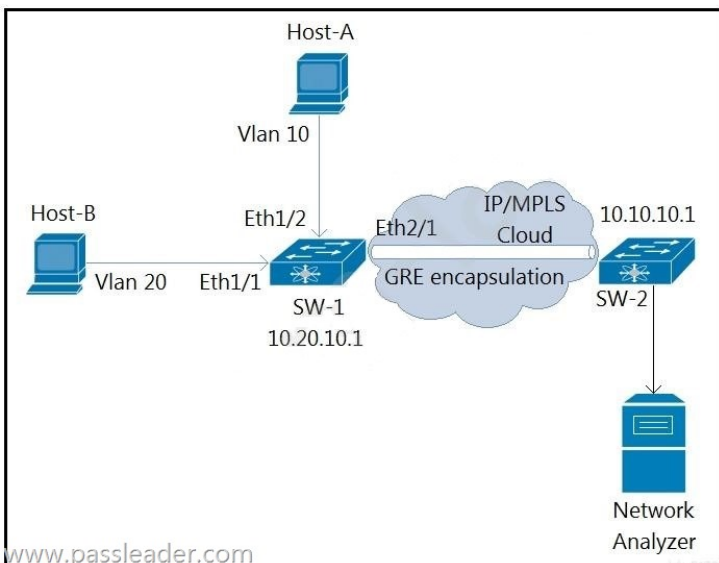 Host-A
Vlan 10
Host-B
Eth1/2
Eth2/1
IP/MPLS
Cloud
10.10.10.1
Vlan 20
Eth1/1
GRE encapsulation
SW-1
10.20.10.1
SW-2
Network
Analyzer
www.passleader.com